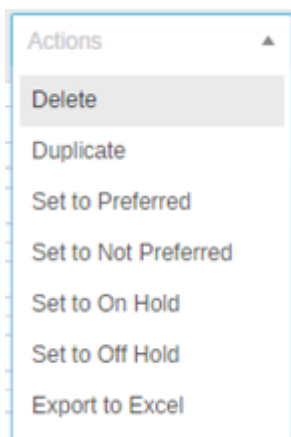 Actions
Delete
Duplicate
Set to Preferred
Set to Not Preferred
Set to On Hold
Set to Off Hold
Export to Excel